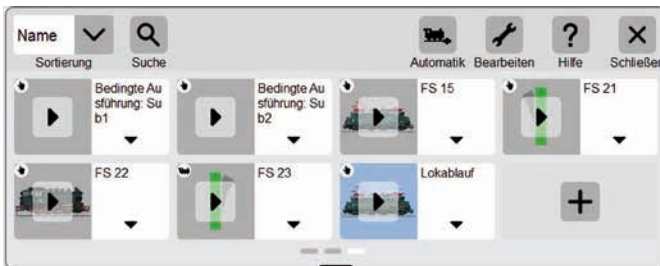 Name
Sortierung
Suche
Automatik
Bearbeiten
Hilfe
Schließen
Bedingte Au
sführung: Su
b1
Bedingte Au
sführung: Su
b2
FS 15
FS 21
FS 22
FS 23
Lokablauf